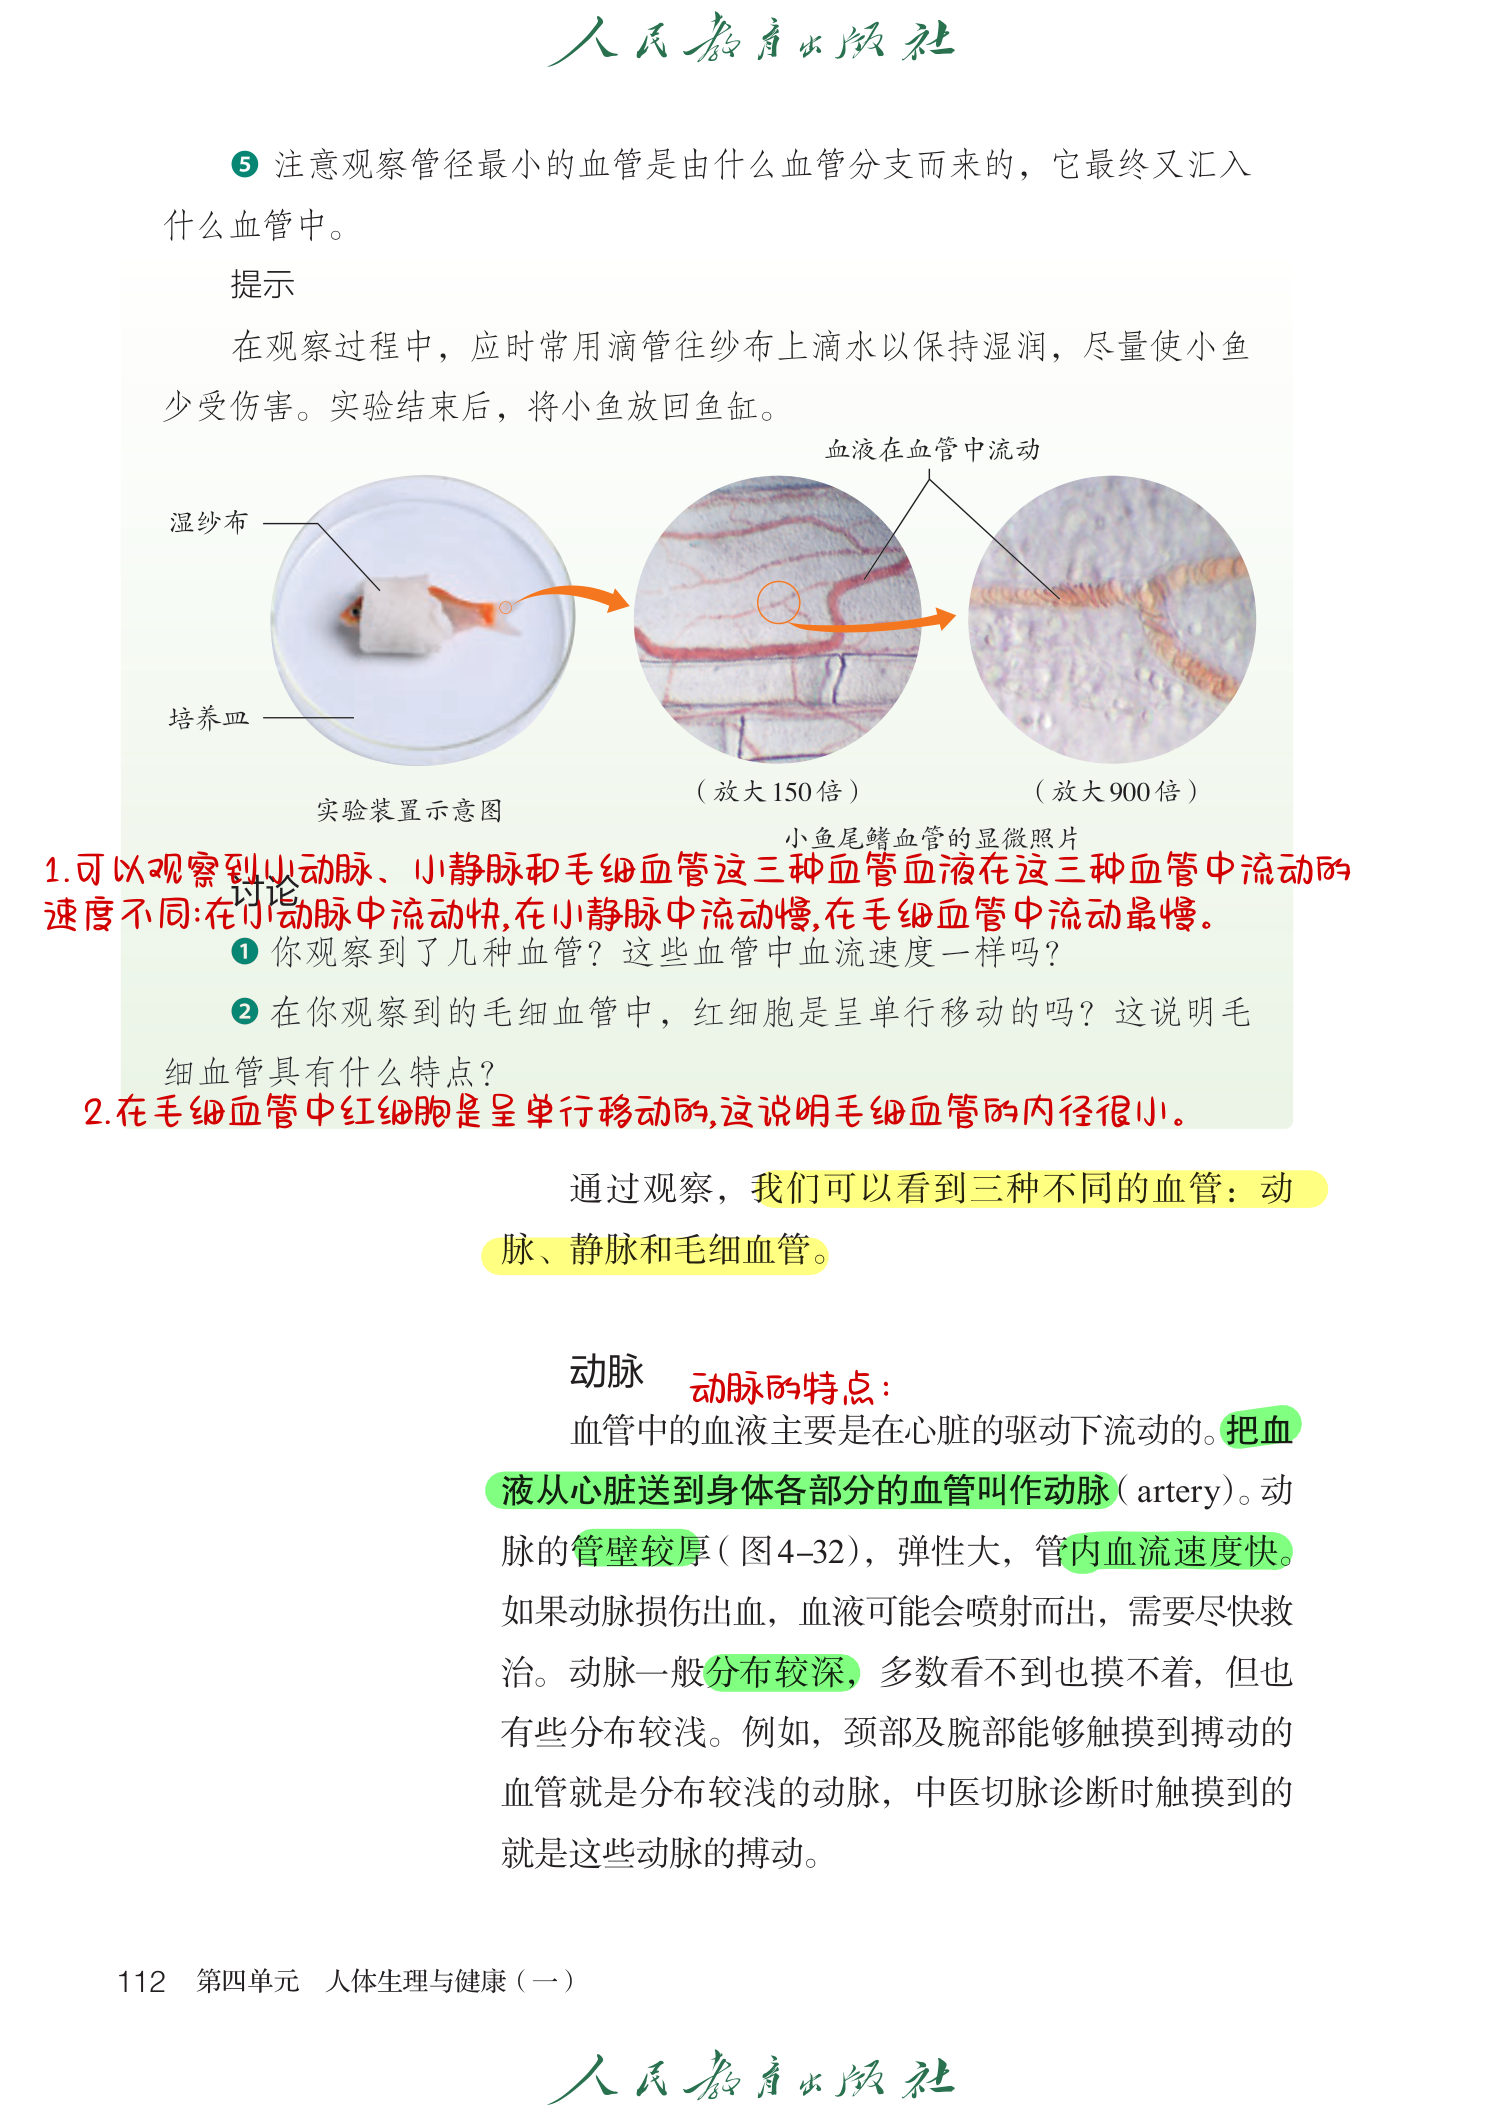 人民教育出版社
5 注意观察管径最小的血管是由什么血管分支而来的，它最终又汇入
什么血管中。
提示
在观察过程中，应时常用滴管往纱布上滴水以保持湿润，尽量使小鱼
少受伤害。实验结束后，将小鱼放回鱼缸。
血液在血管中流动
湿纱布
培养皿
（放大150倍）
（放大900倍）
实验装置示意图
小鱼尾鳍血管的显微照片
1.可以观察到小动脉、小静脉和毛细血管这三种血管血液在这三种血管中流动的
讨论
速度不同:在小动脉中流动快,在小静脉中流动慢,在毛细血管中流动最慢。
1 你观察到了几种血管？这些血管中血流速度一样吗？
2 在你观察到的毛细血管中，红细胞是呈单行移动的吗？这说明毛
细血管具有什么特点？
2.在毛细血管中红细胞是呈单行移动的,这说明毛细血管的内径很小。
通过观察，我们可以看到三种不同的血管：动
脉、静脉和毛细血管。
动脉
动脉的特点：
血管中的血液主要是在心脏的驱动下流动的。把血
液从心脏送到身体各部分的血管叫作动脉（artery）。动
脉的管壁较厚（图4–32），弹性大，管内血流速度快。
如果动脉损伤出血，血液可能会喷射而出，需要尽快救
治。动脉一般分布较深，多数看不到也摸不着，但也
有些分布较浅。例如，颈部及腕部能够触摸到搏动的
血管就是分布较浅的动脉，中医切脉诊断时触摸到的
就是这些动脉的搏动。
112 第四单元 人体生理与健康（一）
人民教育出版社